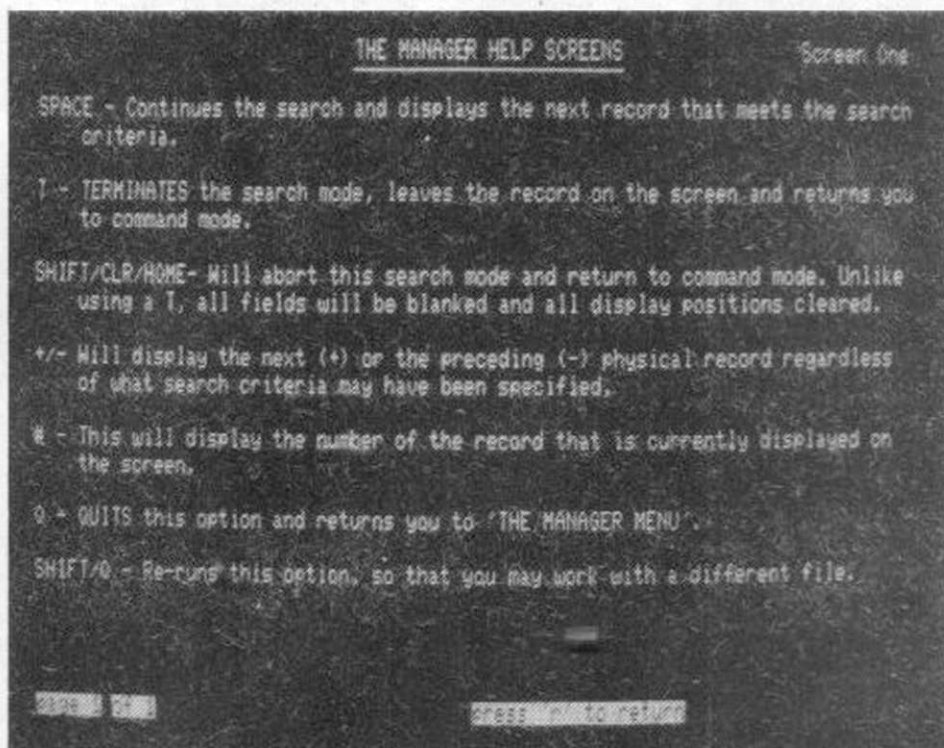 THE MANAGER HELP SCREENS
Screen One
SPACE - Continues the search and displays the next record that meets the search
criteria.
T - TERMINATES the search mode, leaves the record on the screen and returns you
to command mode.
SHIFT/CLR/HOME- Will abort this search mode and return to command mode. Unlike
using a T, all fields will be blanked and all display positions cleared.
+/- Will display the next (+) or the preceding (-) physical record regardless
of what search criteria may have been specified.
# - This will display the number of the record that is currently displayed on
the screen.
Q - QUITS this option and returns you to 'THE MANAGER MENU'.
SHIFT/Q - Re-runs this option, so that you may work with a different file.
page of
press to return